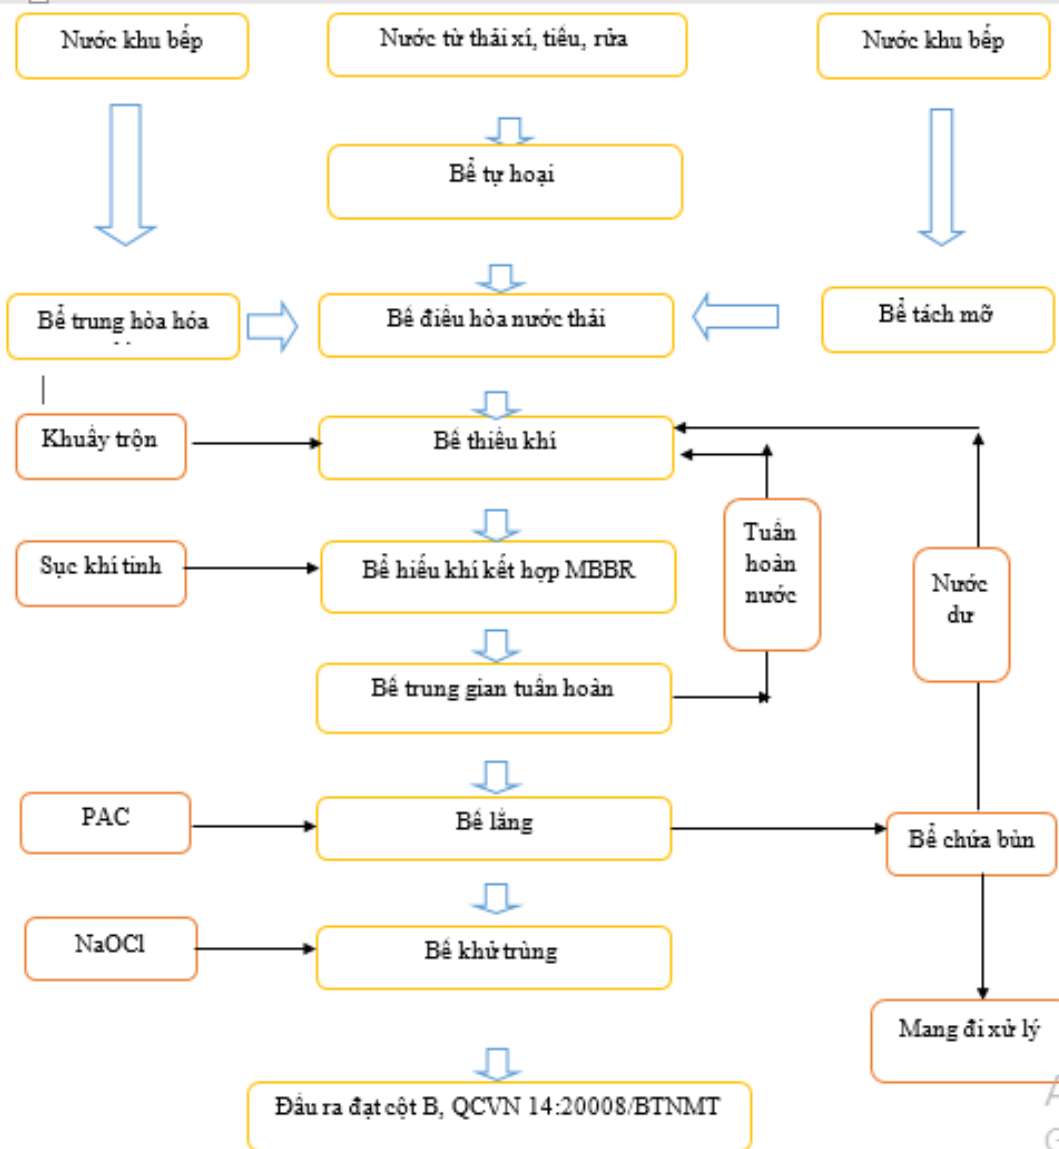 Nước khu bếp
Nước từ thải xí, tiểu, rửa
Nước khu bếp
Bể tự hoại
Bể trung hòa hóa
Bể điều hòa nước thải
Bể tách mỡ
Khuấy trộn
Bể thiếu khí
Tuần
hoàn
nước
Sục khí tinh
Bể hiếu khí kết hợp MBBR
Nước
dư
Bể trung gian tuần hoàn
PAC
Bể lắng
Bể chứa bùn
NaOCl
Bể khử trùng
Mang đi xử lý
Đầu ra đạt cột B, QCVN 14:20008/BTNMT